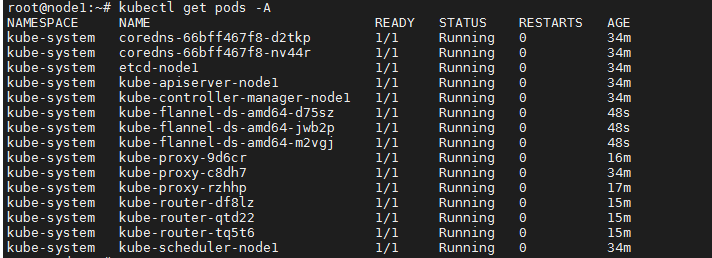 root@node1:~# kubectl get pods -A
NAMESPACE NAME READY STATUS RESTARTS AGE
kube-system coredns-66bff467f8-d2tkp 1/1 Running 0 34m
kube-system coredns-66bff467f8-nv44r 1/1 Running 0 34m
kube-system etcd-node1 1/1 Running 0 34m
kube-system kube-apiserver-node1 1/1 Running 0 34m
kube-system kube-controller-manager-node1 1/1 Running 0 34m
kube-system kube-flannel-ds-amd64-d75sz 1/1 Running 0 48s
kube-system kube-flannel-ds-amd64-jwb2p 1/1 Running 0 48s
kube-system kube-flannel-ds-amd64-m2vgj 1/1 Running 0 48s
kube-system kube-proxy-9d6cr 1/1 Running 0 16m
kube-system kube-proxy-c8dh7 1/1 Running 0 34m
kube-system kube-proxy-rzhhp 1/1 Running 0 17m
kube-system kube-router-df8lz 1/1 Running 0 15m
kube-system kube-router-qtd22 1/1 Running 0 15m
kube-system kube-router-tq5t6 1/1 Running 0 15m
kube-system kube-scheduler-node1 1/1 Running 0 34m